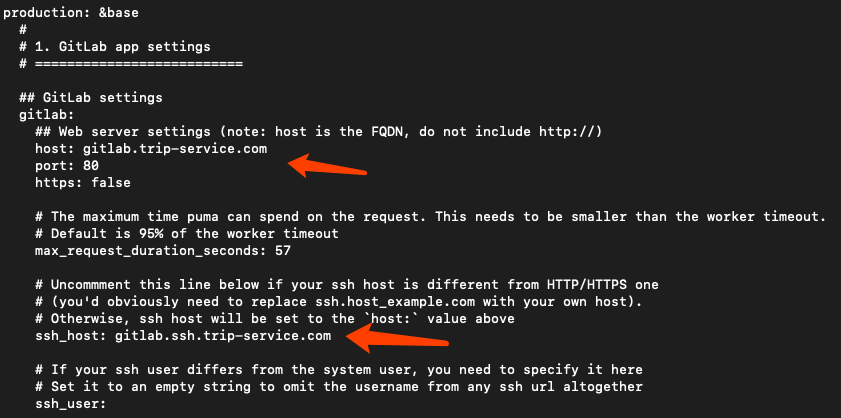 production: &base
#
# 1. GitLab app settings
# ==========================
## GitLab settings
gitlab:
## Web server settings (note: host is the FQDN, do not include http://)
host: gitlab.trip-service.com
port: 80
https: false
# The maximum time puma can spend on the request. This needs to be smaller than the worker timeout.
# Default is 95% of the worker timeout
max_request_duration_seconds: 57
# Uncommment this line below if your ssh host is different from HTTP/HTTPS one
# (you'd obviously need to replace ssh.host_example.com with your own host).
# Otherwise, ssh host will be set to the `host:` value above
ssh_host: gitlab.ssh.trip-service.com
# If your ssh user differs from the system user, you need to specify it here
# Set it to an empty string to omit the username from any ssh url altogether
ssh_user: